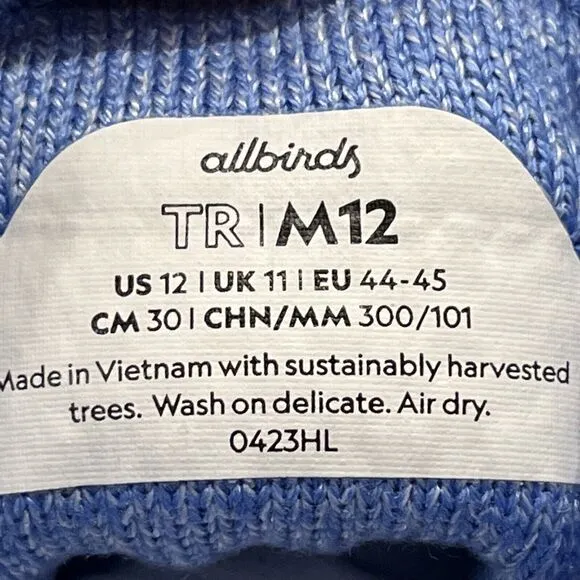 allbirds
TR | M12
US 12 | UK 11 | EU 44-45
CM 30 | CHN/MM 300/101
Made in Vietnam with sustainably harvested
trees. Wash on delicate. Air dry.
0423HL